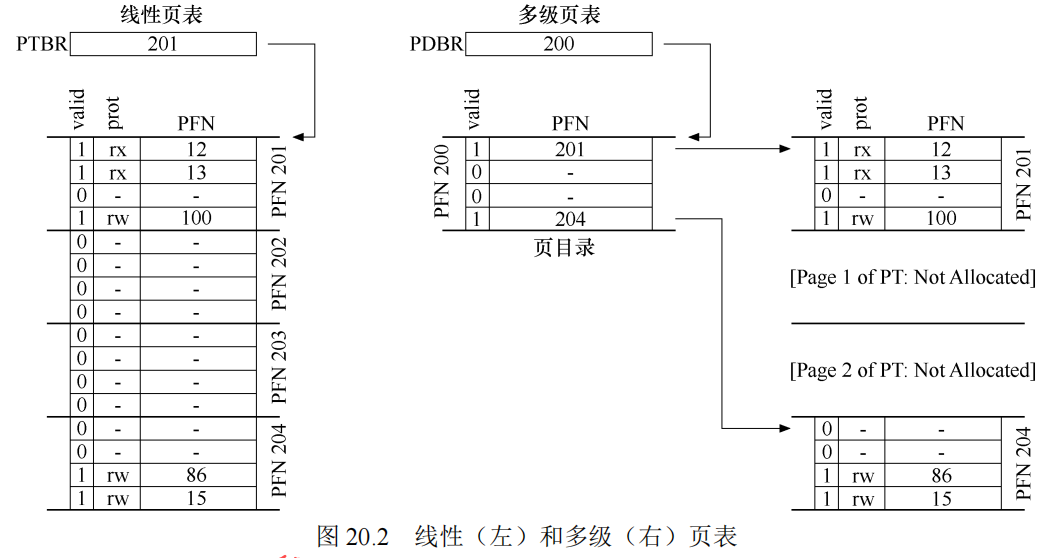 线性页表
PTBR 201
valid prot PFN
1 rx 12
1 rx 13
0 - -
1 rw 100
PFN 201
0 - -
0 - -
0 - -
0 - -
PFN 202
0 - -
0 - -
0 - -
0 - -
PFN 203
0 - -
0 - -
1 rw 86
1 rw 15
PFN 204
多级页表
PDBR 200
valid PFN
PFN 200
1 201
0 -
0 -
1 204
页目录
valid prot PFN
1 rx 12
1 rx 13
0 - -
1 rw 100
PFN 201
[Page 1 of PT: Not Allocated]
[Page 2 of PT: Not Allocated]
0 - -
0 - -
1 rw 86
1 rw 15
PFN 204
图 20.2 线性（左）和多级（右）页表